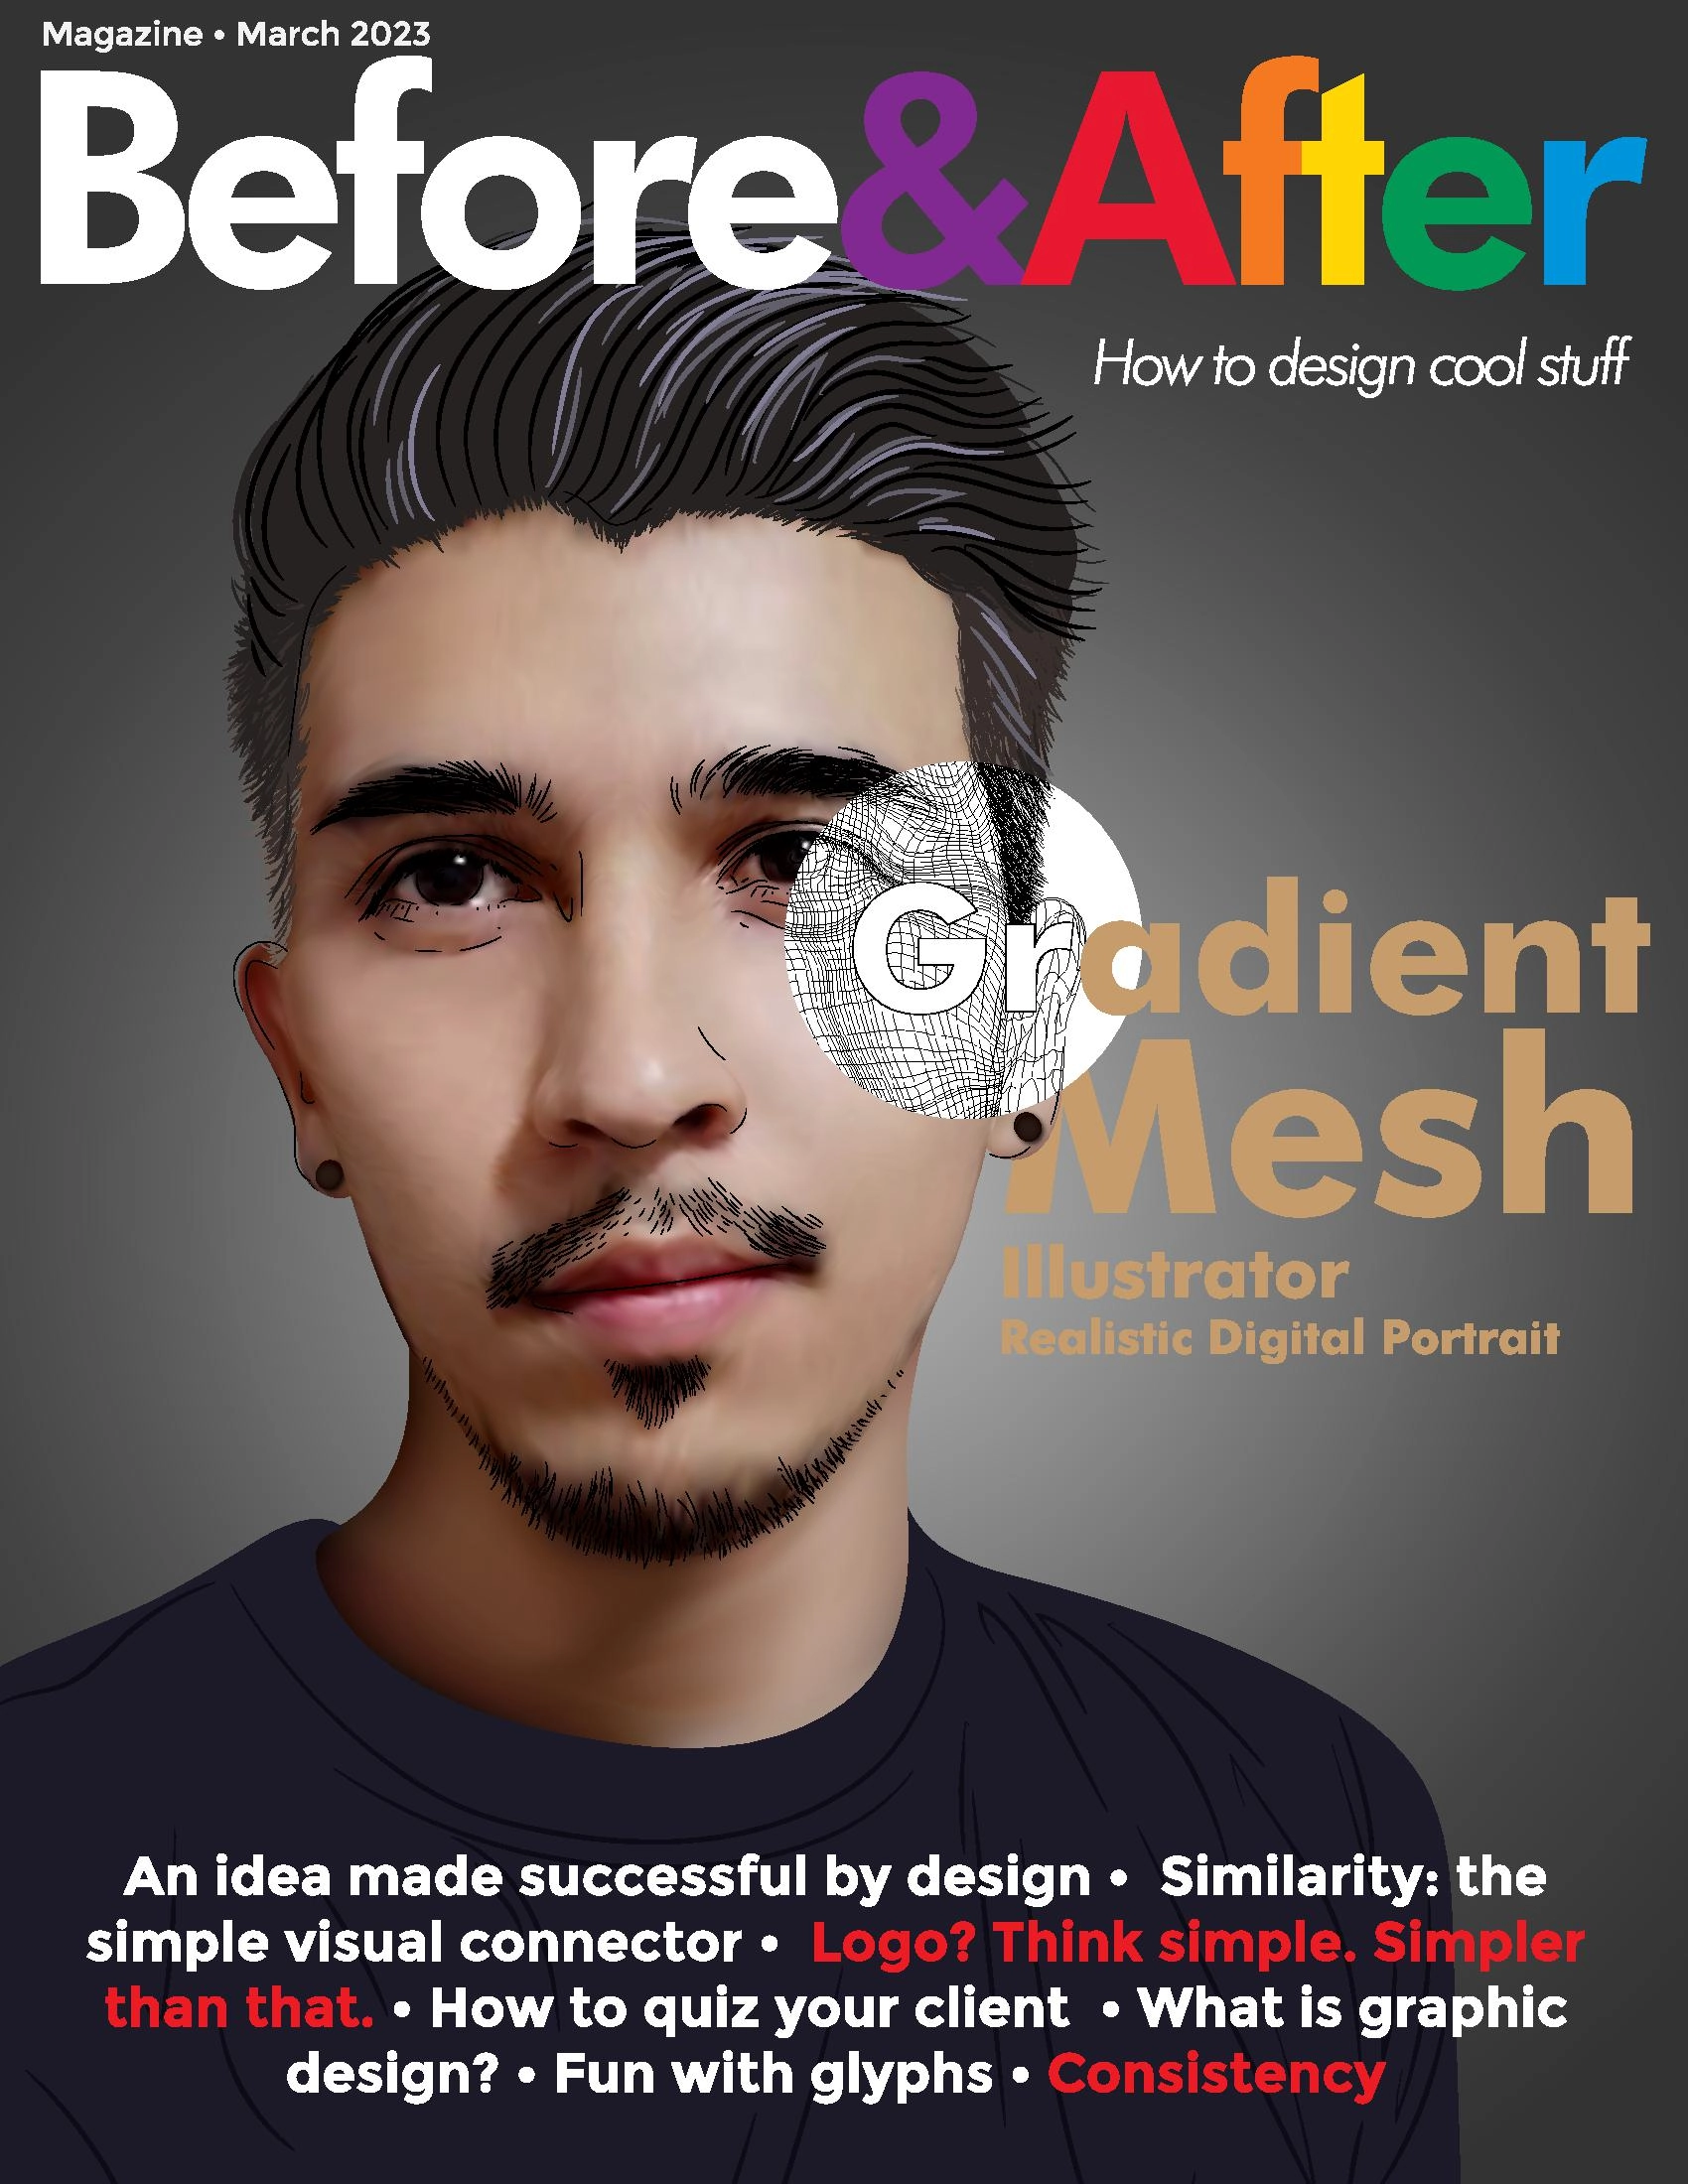 Magazine • March 2023
Before&After
How to design cool stuff
Gradient
Mesh
Illustrator
Realistic Digital Portrait
An idea made successful by design • Similarity: the
simple visual connector • Logo? Think simple. Simpler
than that. • How to quiz your client • What is graphic
design? • Fun with glyphs • Consistency